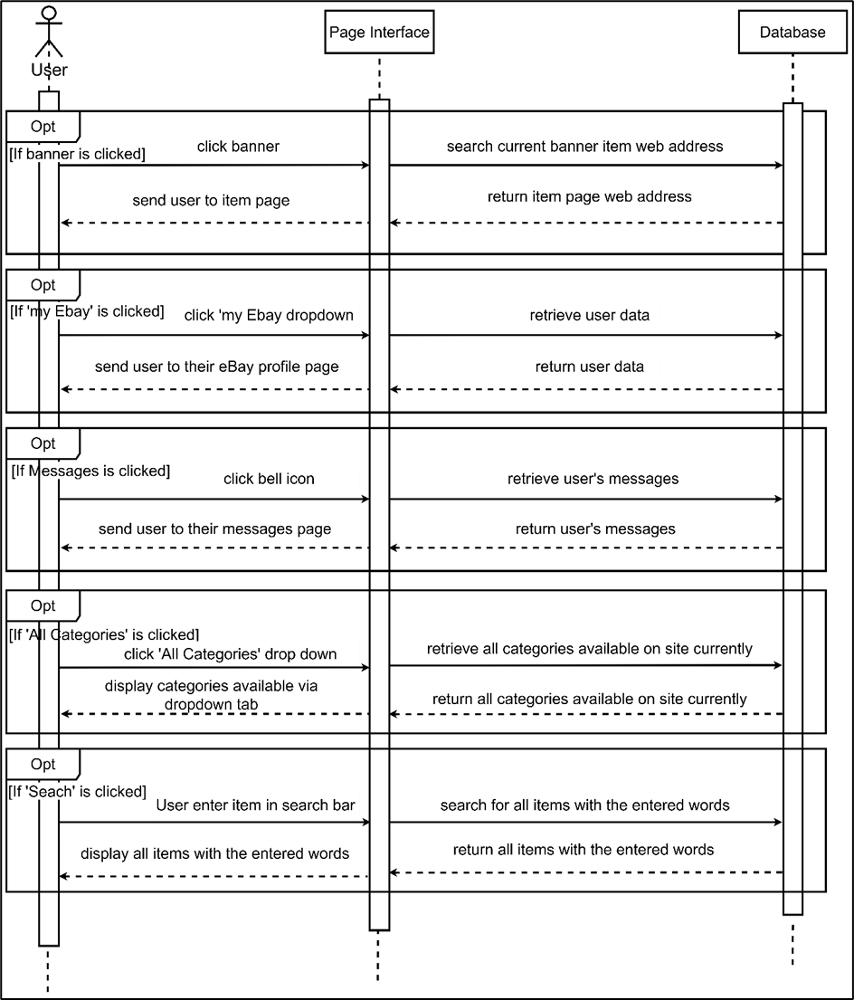 User
Page Interface
Database
Opt
[If banner is clicked]
click banner
search current banner item web address
send user to item page
return item page web address
Opt
[If 'my Ebay' is clicked]
click 'my Ebay dropdown
retrieve user data
send user to their eBay profile page
return user data
Opt
[If Messages is clicked]
click bell icon
retrieve user's messages
send user to their messages page
return user's messages
Opt
[If 'All Categories' is clicked]
click 'All Categories' drop down
retrieve all categories available on site currently
display categories available via
dropdown tab
return all categories available on site currently
Opt
[If 'Seach' is clicked]
User enter item in search bar
search for all items with the entered words
display all items with the entered words
return all items with the entered words